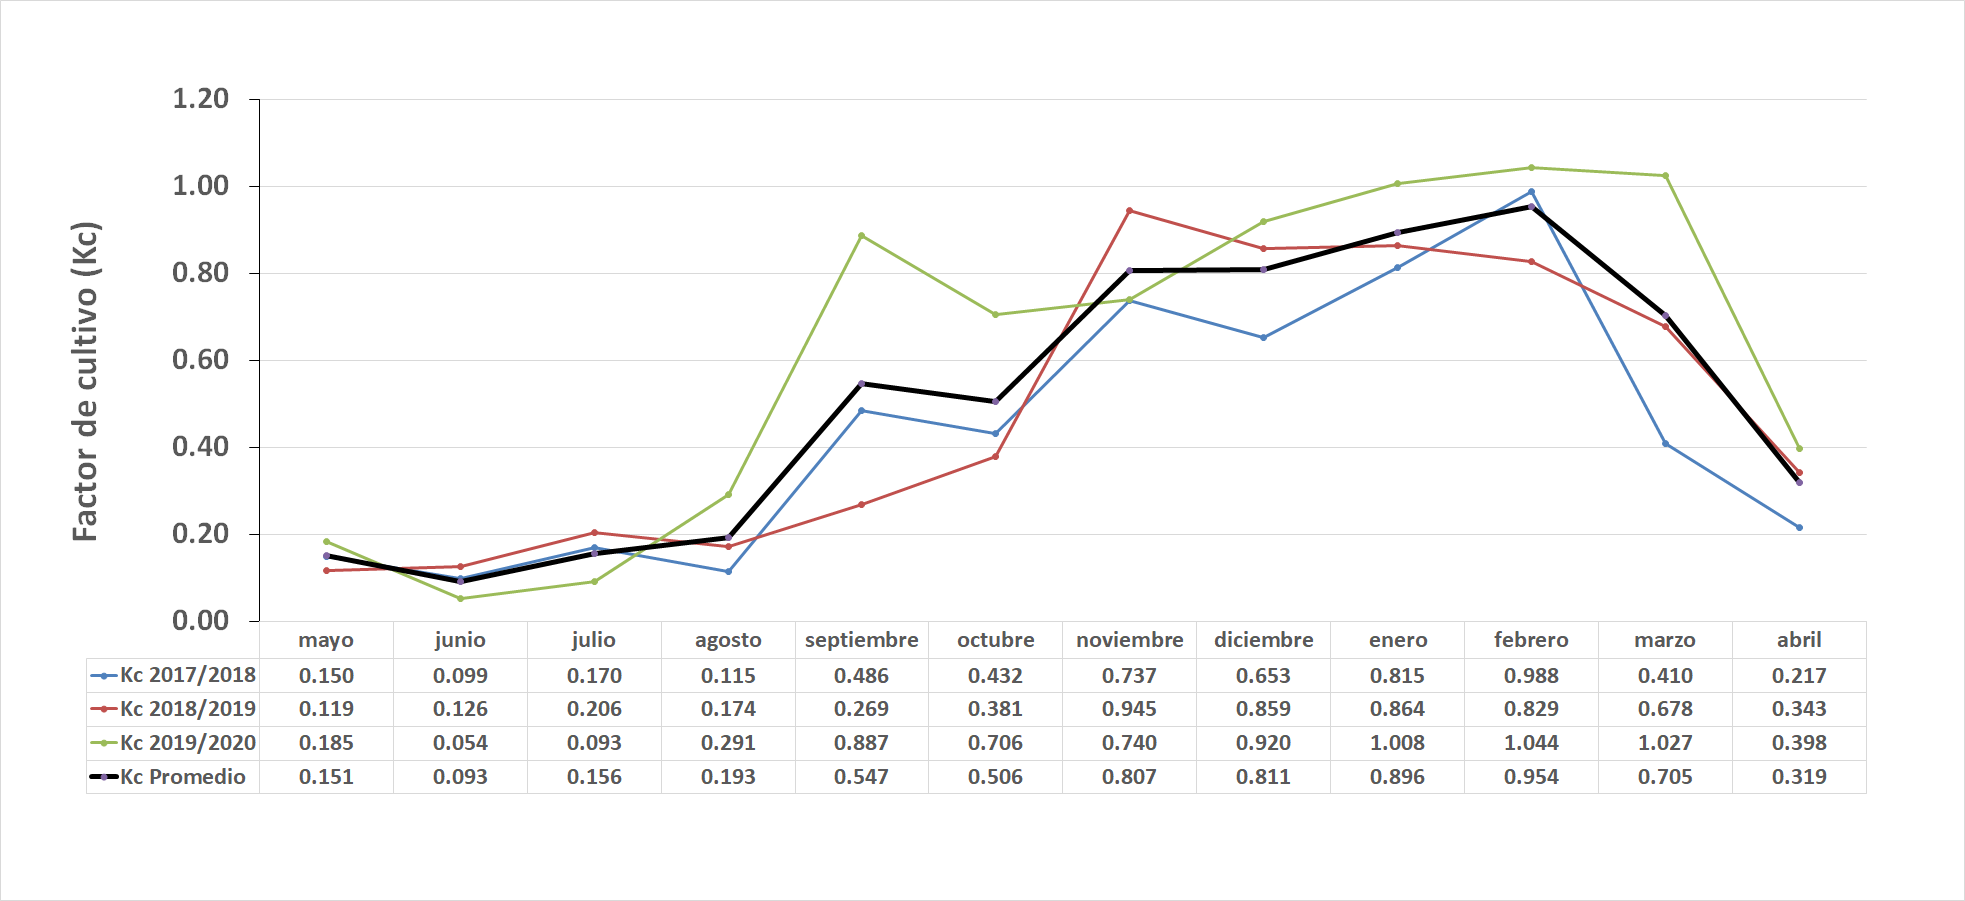 Factor de cultivo (Kc)
1.20
1.00
0.80
0.60
0.40
0.20
0.00
mayo junio julio agosto septiembre octubre noviembre diciembre enero febrero marzo abril
Kc 2017/2018 0.150 0.099 0.170 0.115 0.486 0.432 0.737 0.653 0.815 0.988 0.410 0.217
Kc 2018/2019 0.119 0.126 0.206 0.174 0.269 0.381 0.945 0.859 0.864 0.829 0.678 0.343
Kc 2019/2020 0.185 0.054 0.093 0.291 0.887 0.706 0.740 0.920 1.008 1.044 1.027 0.398
Kc Promedio 0.151 0.093 0.156 0.193 0.547 0.506 0.807 0.811 0.896 0.954 0.705 0.319